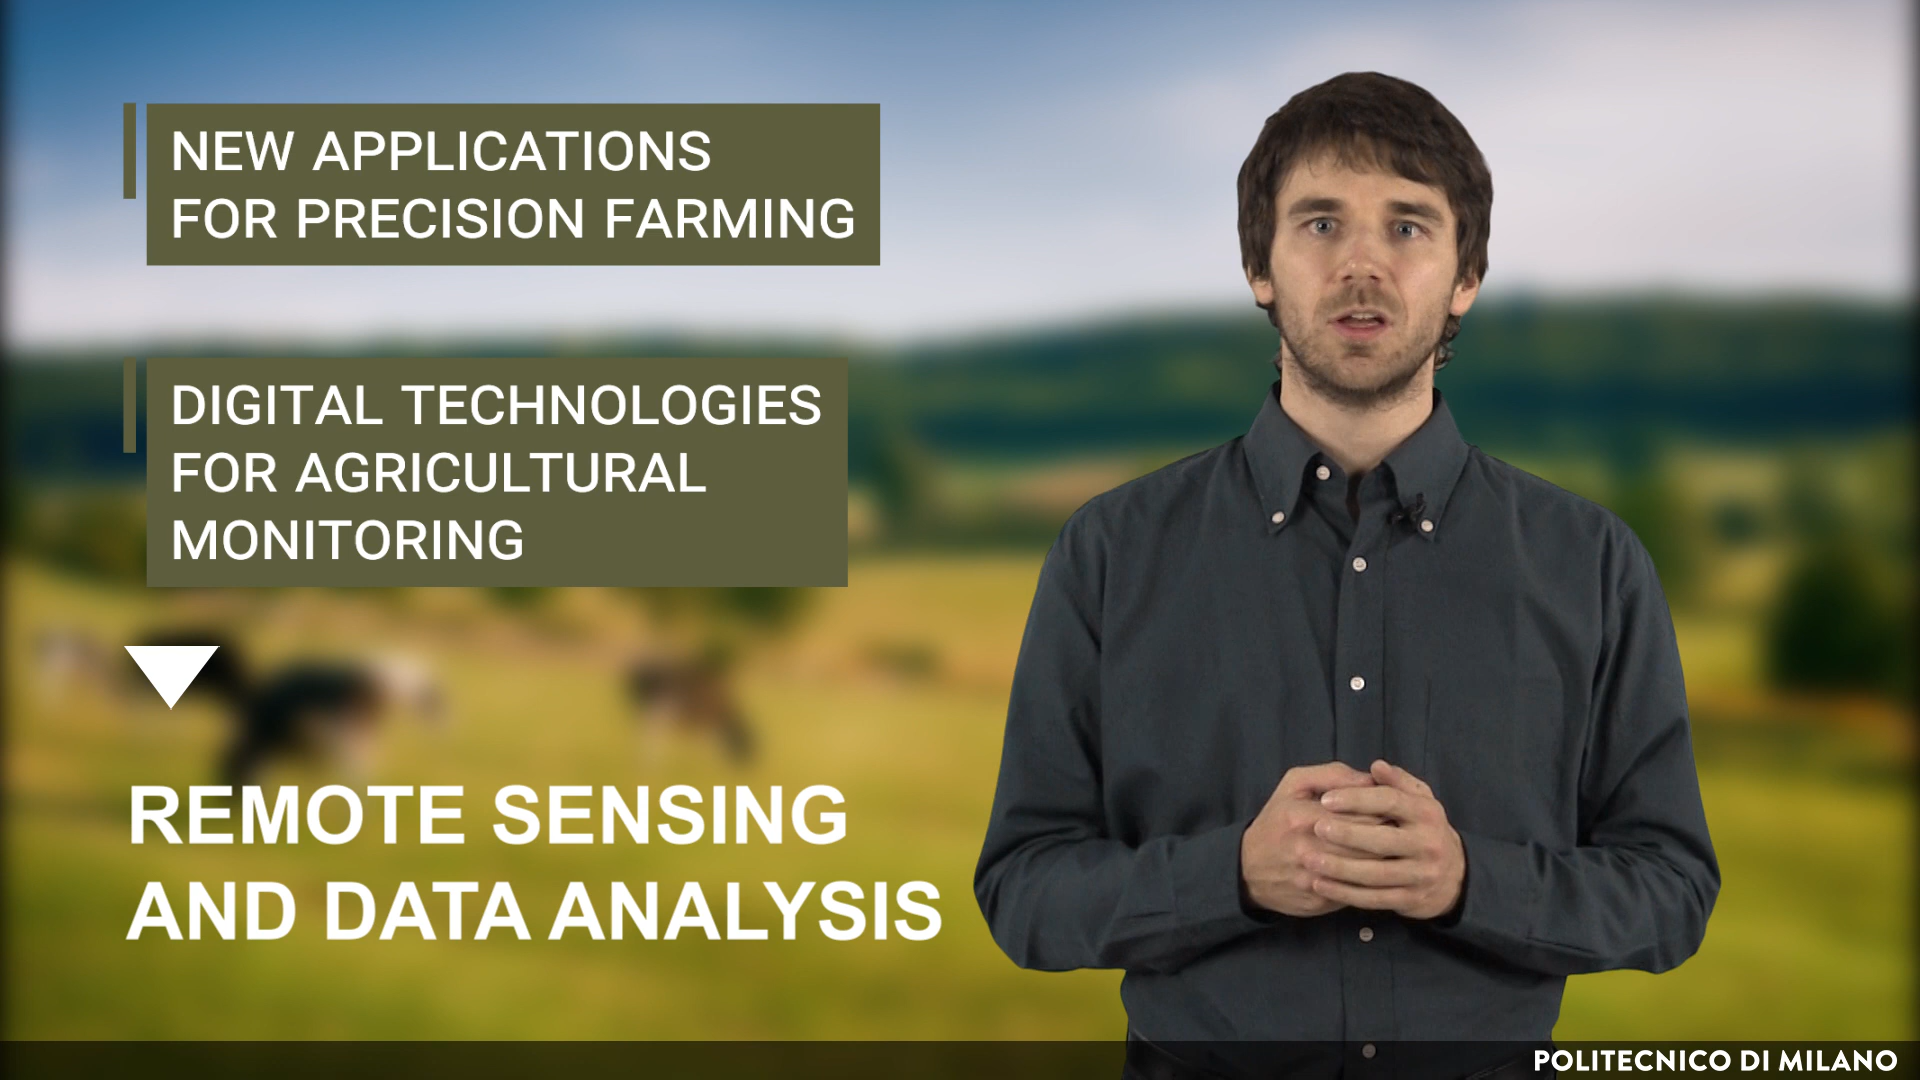 NEW APPLICATIONS
FOR PRECISION FARMING
DIGITAL TECHNOLOGIES
FOR AGRICULTURAL
MONITORING
REMOTE SENSING
AND DATA ANALYSIS
POLITECNICO DI MILANO